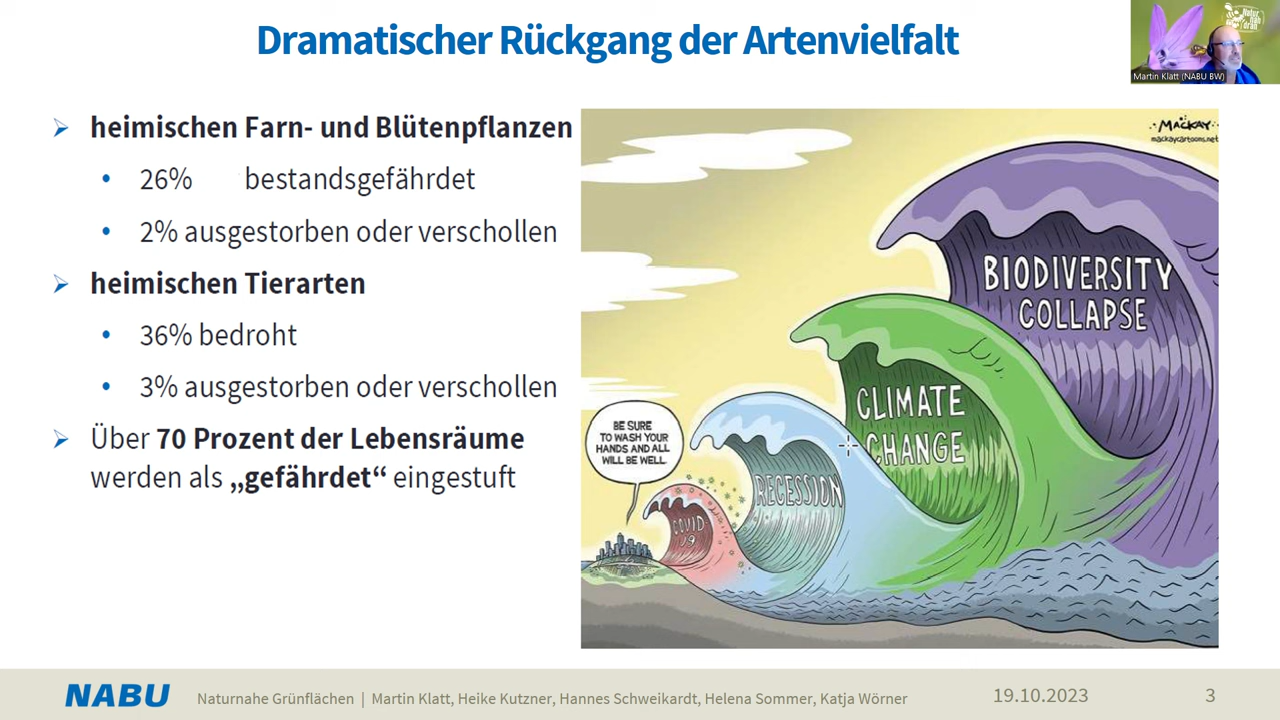 Dramatischer Rückgang der Artenvielfalt
Natur
nah
dran
Martin Klatt (NABU BW)
heimischen Farn- und Blütenpflanzen
26% bestandsgefährdet
2% ausgestorben oder verschollen
heimischen Tierarten
36% bedroht
3% ausgestorben oder verschollen
Über 70 Prozent der Lebensräume
werden als „gefährdet“ eingestuft
MACKAY
mackaycartoons.net
BIODIVERSITY
COLLAPSE
CLIMATE
CHANGE
RECESSION
COVID
19
BE SURE
TO WASH YOUR
HANDS AND ALL
WILL BE WELL.
NABU
Naturnahe Grünflächen | Martin Klatt, Heike Kutzner, Hannes Schweikardt, Helena Sommer, Katja Wörner
19.10.2023
3